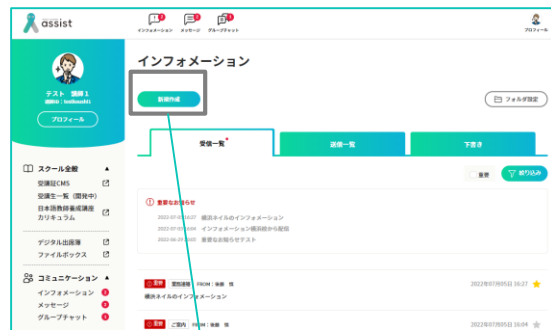 assist
インフォメーション
メッセージ
グループチャット
プロフィール
インフォメーション
新規作成
フォルダ設定
テスト 講師1
プロフィール
受信一覧
送信一覧
下書き
重要
絞り込み
スクール全般
受講証CMS
受講生一覧（開発中）
日本語教師養成講座
カリキュラム
デジタル出席簿
ファイルボックス
コミュニケーション
インフォメーション
メッセージ
グループチャット
重要なお知らせ
横浜ネイルのインフォメーション
インフォメーション横浜校から配信
重要なお知らせテスト
重要 業務連絡 FROM：後藤
2022年07月05日 16:27
横浜ネイルのインフォメーション
重要 ご案内 FROM：後藤
2022年07月05日 16:04